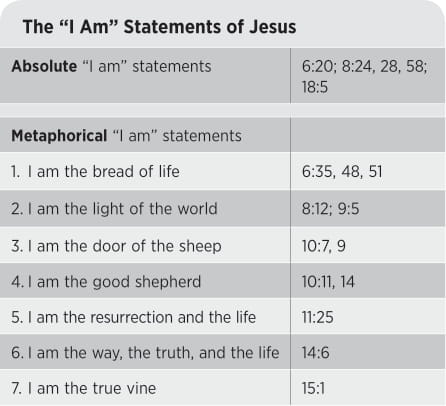 The “I Am” Statements of Jesus
Absolute “I am” statements 6:20; 8:24, 28, 58;
18:5
Metaphorical “I am” statements
1. I am the bread of life 6:35, 48, 51
2. I am the light of the world 8:12; 9:5
3. I am the door of the sheep 10:7, 9
4. I am the good shepherd 10:11, 14
5. I am the resurrection and the life 11:25
6. I am the way, the truth, and the life 14:6
7. I am the true vine 15:1